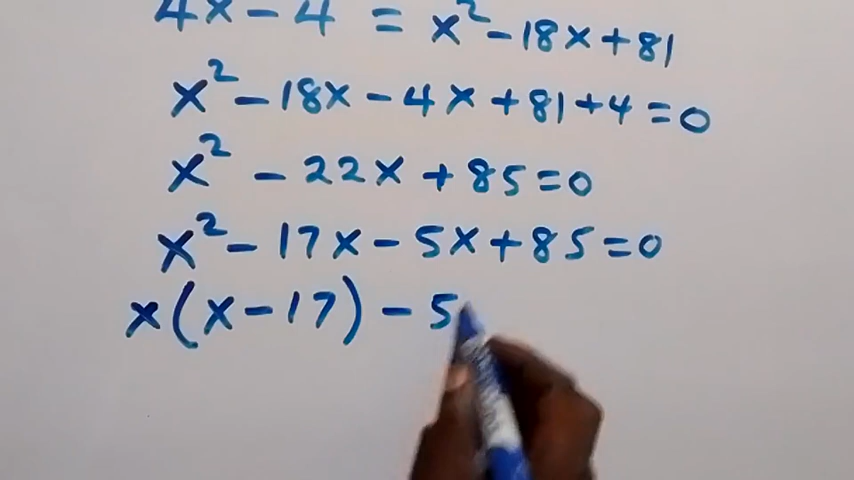 4x - 4 = x² - 18x + 81
x² - 18x - 4x + 81 + 4 = 0
x² - 22x + 85 = 0
x² - 17x - 5x + 85 = 0
x(x - 17) - 5